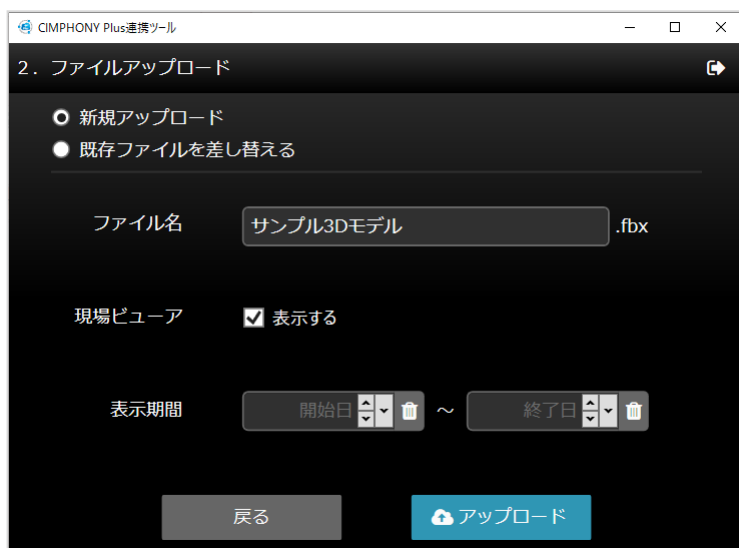 CIMPHONY Plus連携ツール
2．ファイルアップロード
新規アップロード
既存ファイルを差し替える
ファイル名 サンプル3Dモデル .fbx
現場ビューア 表示する
表示期間 開始日 ～ 終了日
戻る アップロード